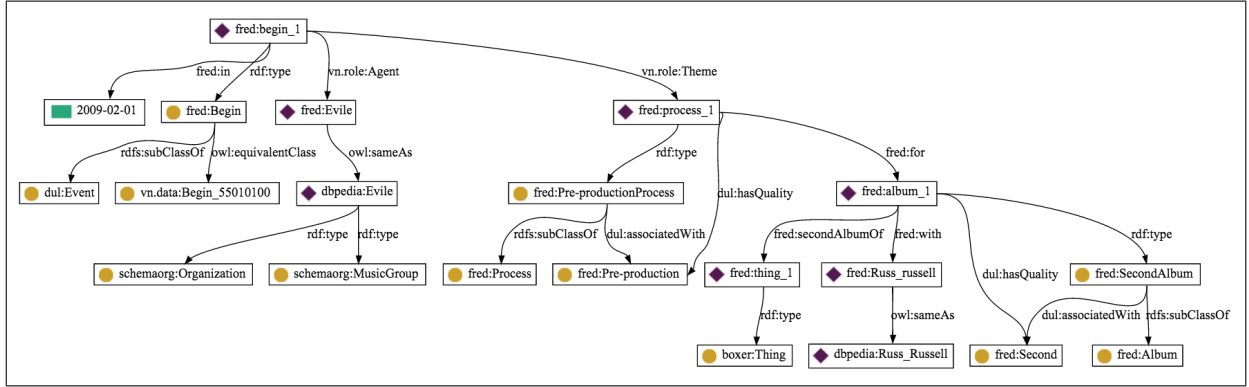 fred:begin_1
fred:in
rdf:type
vn.role:Agent
vn.role:Theme
2009-02-01
fred:Begin
fred:Evile
fred:process_1
rdfs:subClassOf
owl:equivalentClass
owl:sameAs
rdf:type
fred:for
dul:Event
vn.data:Begin_55010100
dbpedia:Evile
fred:Pre-productionProcess
dul:hasQuality
fred:album_1
rdf:type
rdf:type
rdfs:subClassOf
dul:associatedWith
fred:secondAlbumOf
fred:with
rdf:type
schemaorg:Organization
schemaorg:MusicGroup
fred:Process
fred:Pre-production
fred:thing_1
fred:Russ_russell
dul:hasQuality
fred:SecondAlbum
rdf:type
owl:sameAs
dul:associatedWith
rdfs:subClassOf
boxer:Thing
dbpedia:Russ_Russell
fred:Second
fred:Album